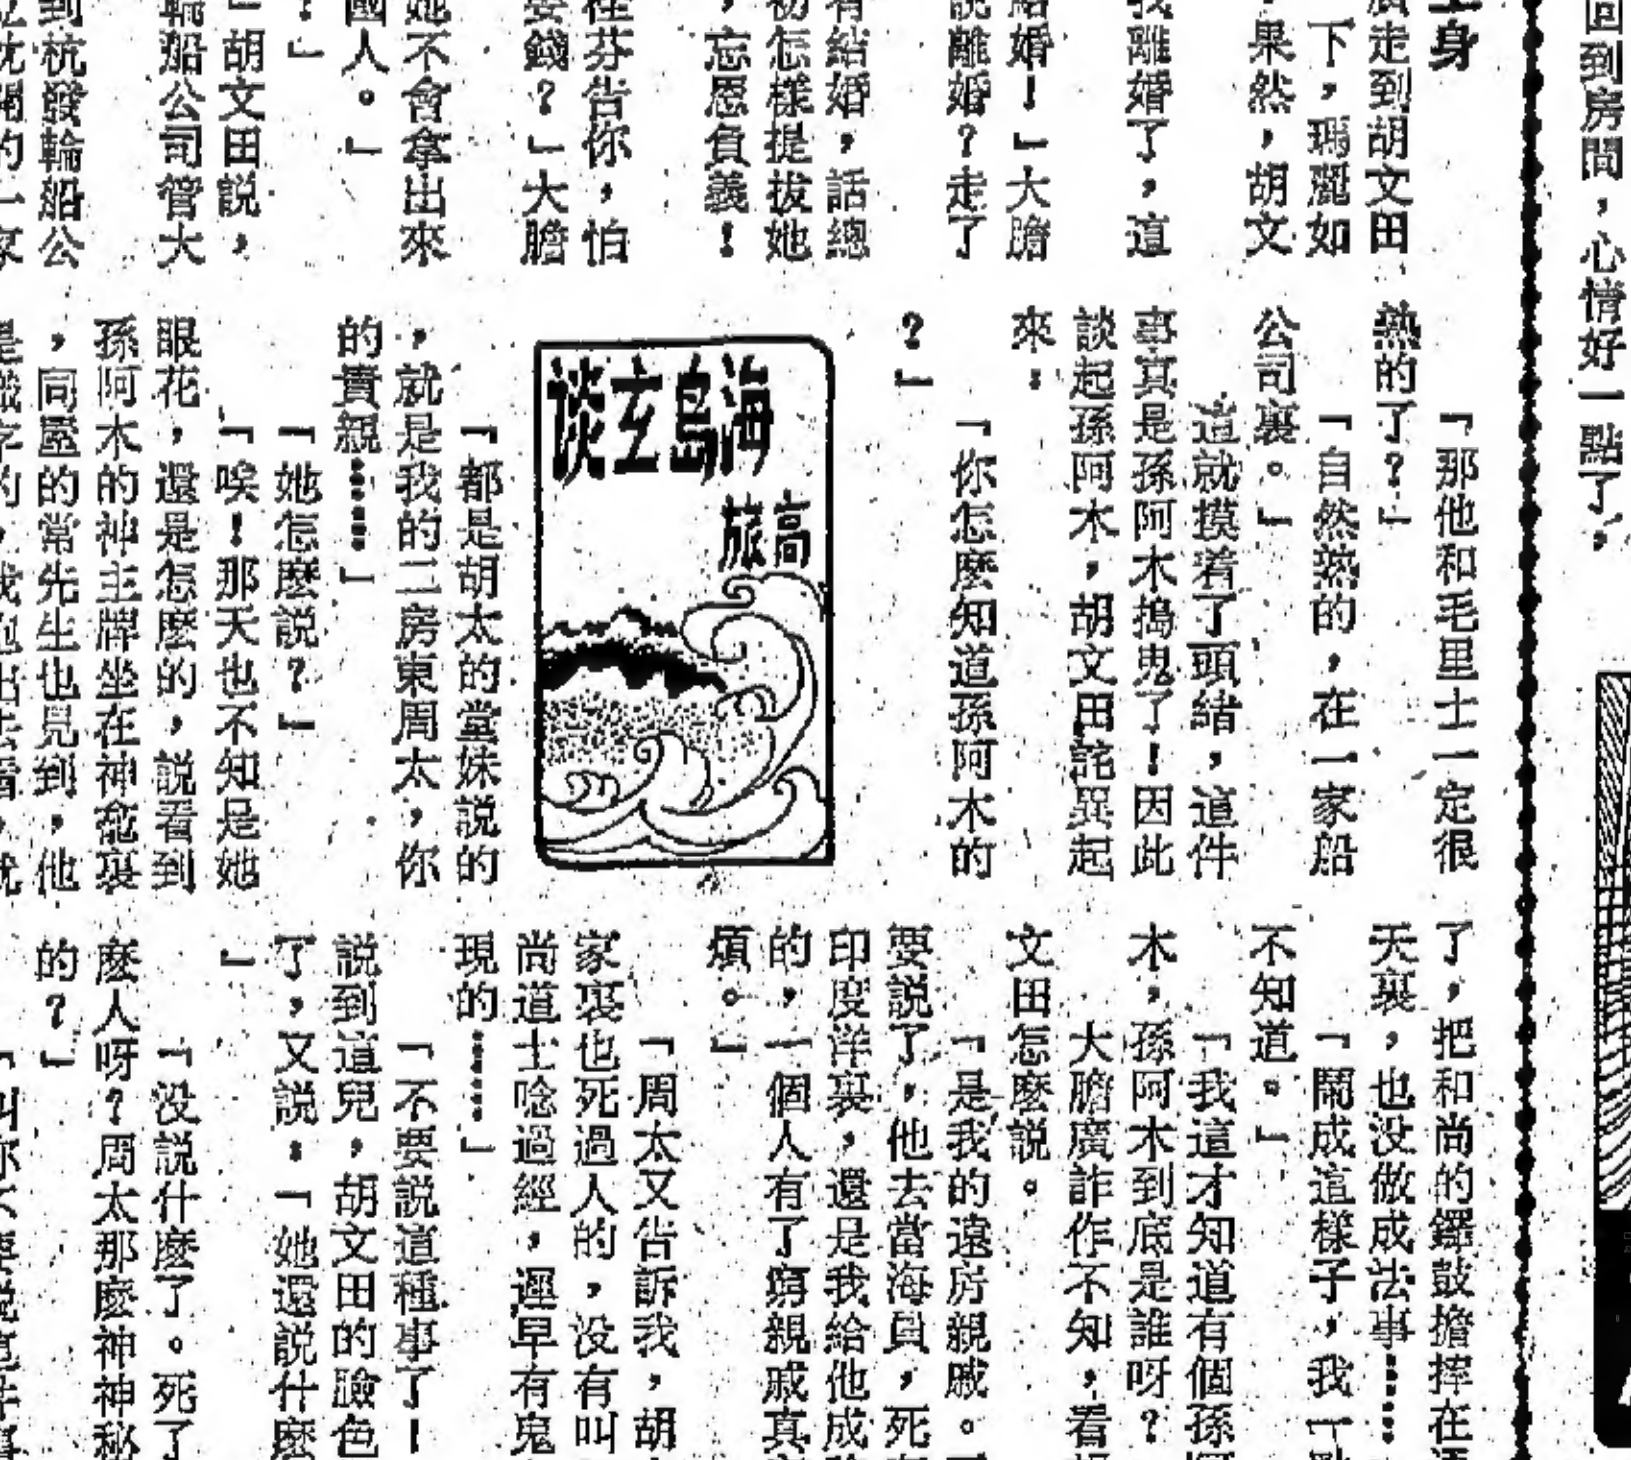 回到房間，心情好一點了，
身
走到胡文田
下，瑪麗如
果然，胡文
離婚了，這
結婚！」大膽
說離婚？走了
有結婚，話總
初怎樣提拔她
，忘恩負義！
芬告你，怕
要錢？」大膽
她不會拿出來
國人。」
？」
」胡文田說，
輪船公司管大
到杭發輪船公
「那他和毛里士一定很
熱的了？」
「自然熱的，在一家船
公司裏。」
這就摸着了頭緒，這件
事真是孫阿木搗鬼了！因此
談起孫阿木，胡文田詫異起
來：
「你怎麽知道孫阿木的
？」
海島玄談
高旅
「都是胡太的堂妹說的
，就是我的二房東周太，你
的貴親……」
「她怎麽說？」
「唉！那天也不知是她
眼花，還是怎麽的，說看到
孫阿木的神主牌坐在神龕裏
，同屋的常先生也見到，他
了，把和尚的鑼鼓擔摔在
天裏，也没做成法事……
「鬧成這樣子，我一
不知道。」
「我這才知道有個孫
木，孫阿木到底是誰呀？
大膽廣詐作不知，看
文田怎麽說。
「是我的遠房親戚。
要說了，他去當海員，死
印度洋裏，還是我給他成
的，一個人有了窮親戚真
煩。」
「周太又告訴我，胡
家裏也死過人的，没有叫
尚道士唸過經，遲早有鬼
現的……」
「不要說這種事了！
說到這兒，胡文田的臉色
了，又說：「她還說什麽
」
「没說什麽了。死了
麽人呀？周太那麽神神秘
的？」